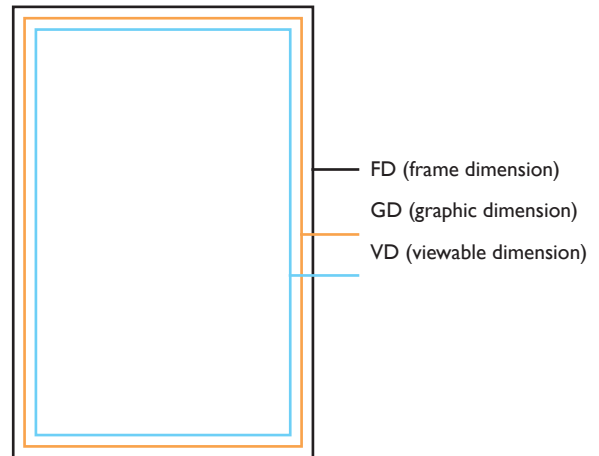 FD (frame dimension)
GD (graphic dimension)
VD (viewable dimension)